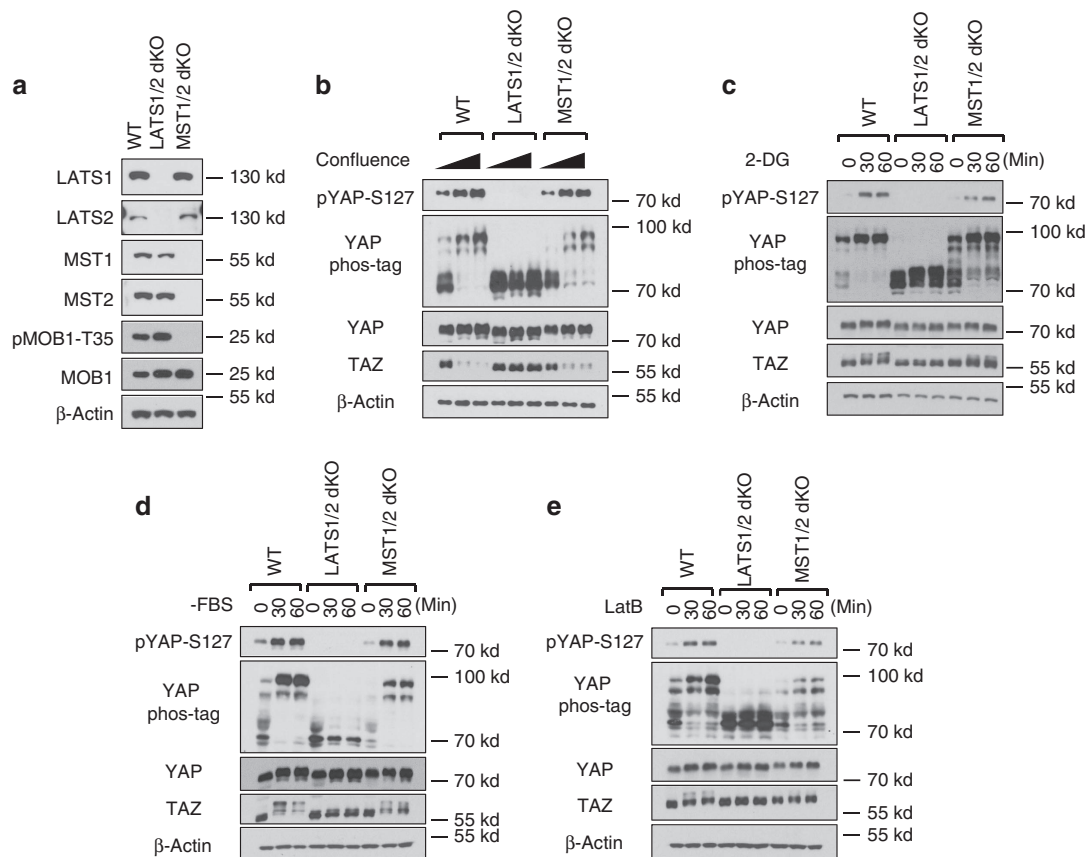 a
WT
LATS1/2 dKO
MST1/2 dKO
LATS1
130 kd
LATS2
130 kd
MST1
55 kd
MST2
55 kd
pMOB1-T35
25 kd
MOB1
25 kd
55 kd
β-Actin
b
WT
LATS1/2 dKO
MST1/2 dKO
Confluence
pYAP-S127
70 kd
100 kd
YAP
phos-tag
70 kd
YAP
70 kd
TAZ
55 kd
55 kd
β-Actin
c
WT
LATS1/2 dKO
MST1/2 dKO
2-DG
0 30 60 0 30 60 0 30 60 (Min)
pYAP-S127
70 kd
100 kd
YAP
phos-tag
70 kd
YAP
70 kd
TAZ
55 kd
55 kd
β-Actin
d
WT
LATS1/2 dKO
MST1/2 dKO
-FBS
0 30 60 0 30 60 0 30 60 (Min)
pYAP-S127
70 kd
100 kd
YAP
phos-tag
70 kd
YAP
70 kd
TAZ
55 kd
55 kd
β-Actin
e
WT
LATS1/2 dKO
MST1/2 dKO
LatB
0 30 60 0 30 60 0 30 60 (Min)
pYAP-S127
70 kd
100 kd
YAP
phos-tag
70 kd
YAP
70 kd
TAZ
55 kd
55 kd
β-Actin